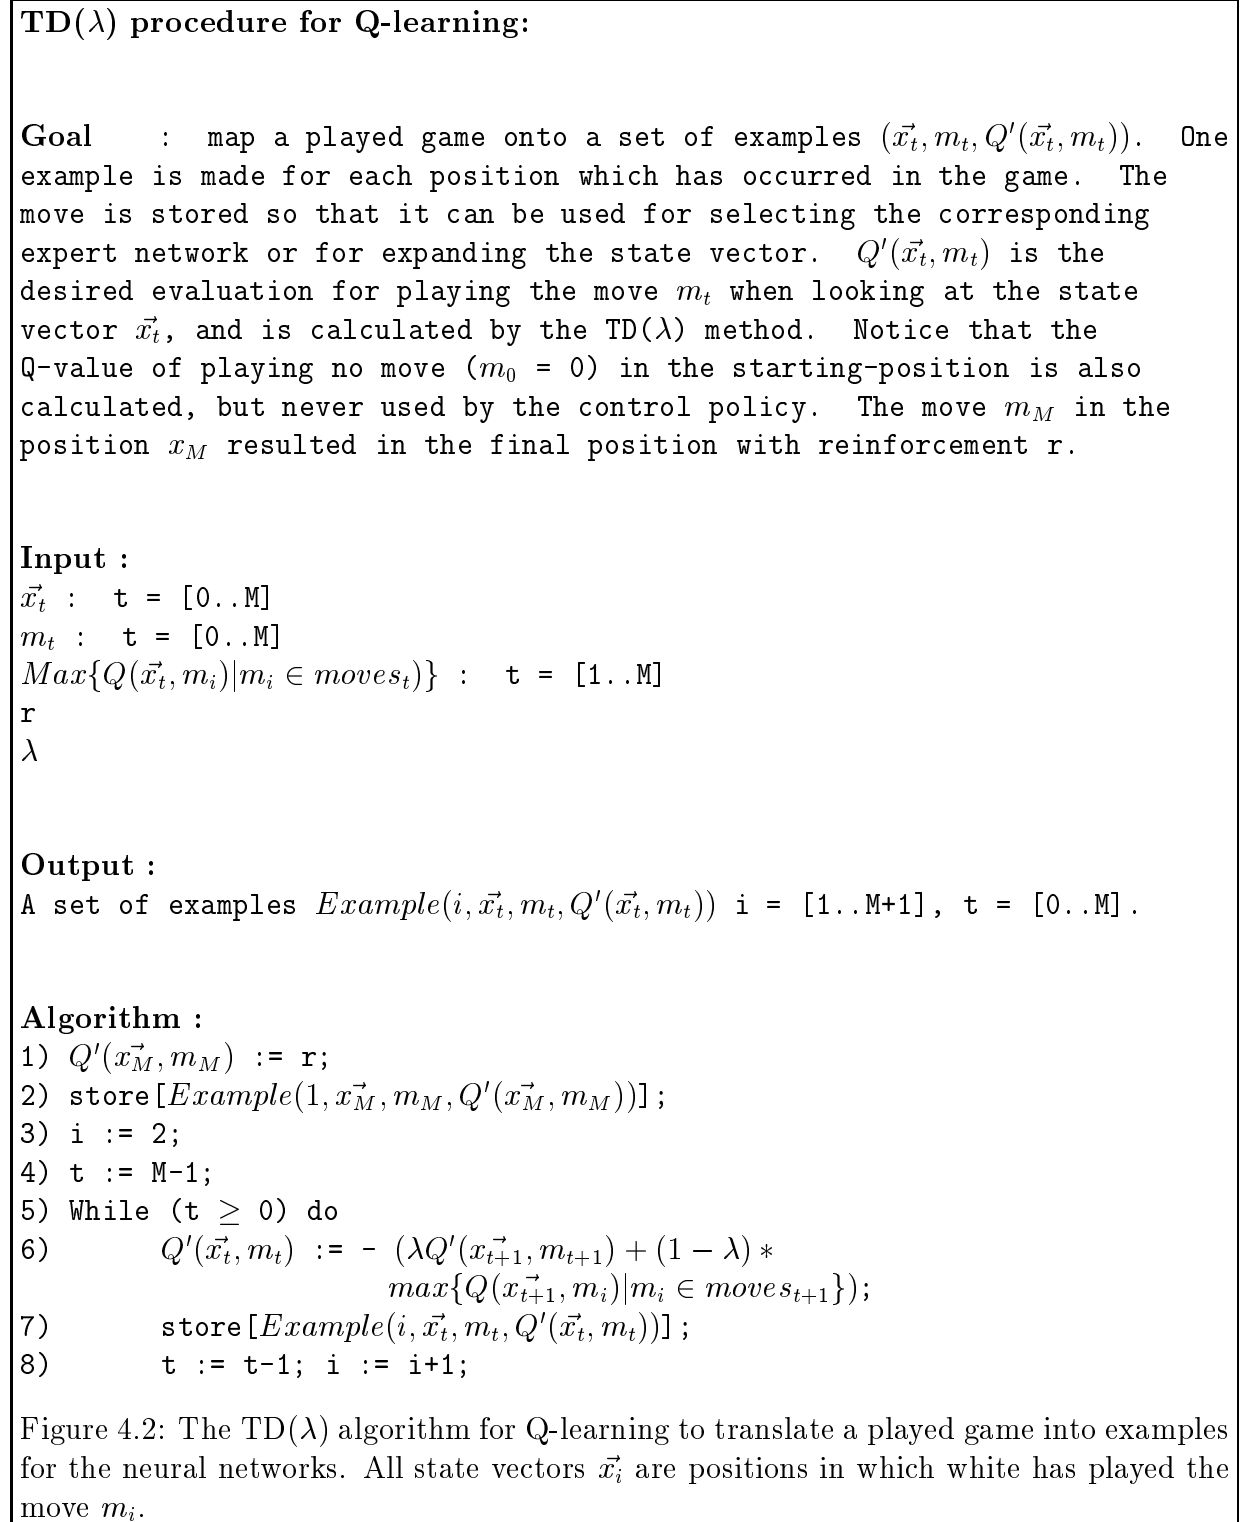 TD(λ) procedure for Q-learning:
Goal : map a played game onto a set of examples (x⃗_t, m_t, Q′(x⃗_t, m_t)). One
example is made for each position which has occurred in the game. The
move is stored so that it can be used for selecting the corresponding
expert network or for expanding the state vector. Q′(x⃗_t, m_t) is the
desired evaluation for playing the move m_t when looking at the state
vector x⃗_t, and is calculated by the TD(λ) method. Notice that the
Q-value of playing no move (m_0 = 0) in the starting-position is also
calculated, but never used by the control policy. The move m_M in the
position x_M resulted in the final position with reinforcement r.
Input :
x⃗_t : t = [0..M]
m_t : t = [0..M]
Max{Q(x⃗_t, m_i)|m_i ∈ moves_t)} : t = [1..M]
r
λ
Output :
A set of examples Example(i, x⃗_t, m_t, Q′(x⃗_t, m_t)) i = [1..M+1], t = [0..M].
Algorithm :
1) Q′(x⃗_M, m_M) := r;
2) store[Example(1, x⃗_M, m_M, Q′(x⃗_M, m_M))];
3) i := 2;
4) t := M-1;
5) While (t ≥ 0) do
6) Q′(x⃗_t, m_t) := - (λQ′(x⃗_{t+1}, m_{t+1}) + (1 − λ) ∗
max{Q(x⃗_{t+1}, m_i)|m_i ∈ moves_{t+1}});
7) store[Example(i, x⃗_t, m_t, Q′(x⃗_t, m_t))];
8) t := t-1; i := i+1;
Figure 4.2: The TD(λ) algorithm for Q-learning to translate a played game into examples
for the neural networks. All state vectors x⃗_i are positions in which white has played the
move m_i.